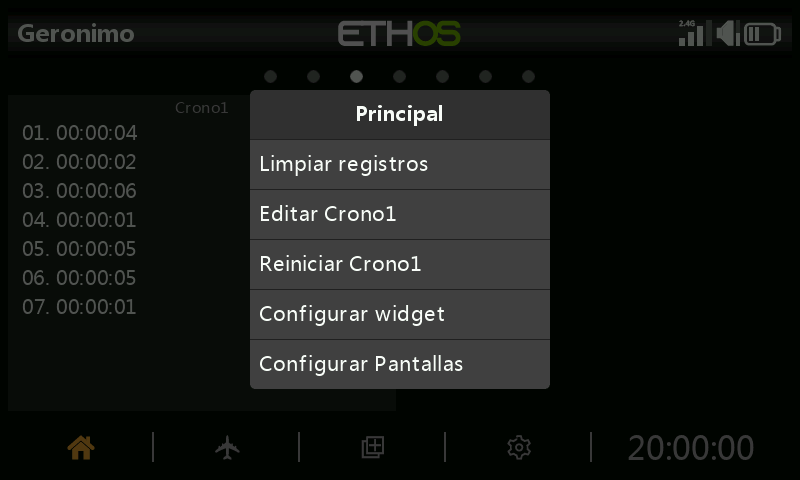 Geronimo
ETHOS
2.4G
Crono1
01. 00:00:04
02. 00:00:02
03. 00:00:06
04. 00:00:01
05. 00:00:05
06. 00:00:05
07. 00:00:01
Principal
Limpiar registros
Editar Crono1
Reiniciar Crono1
Configurar widget
Configurar Pantallas
20:00:00